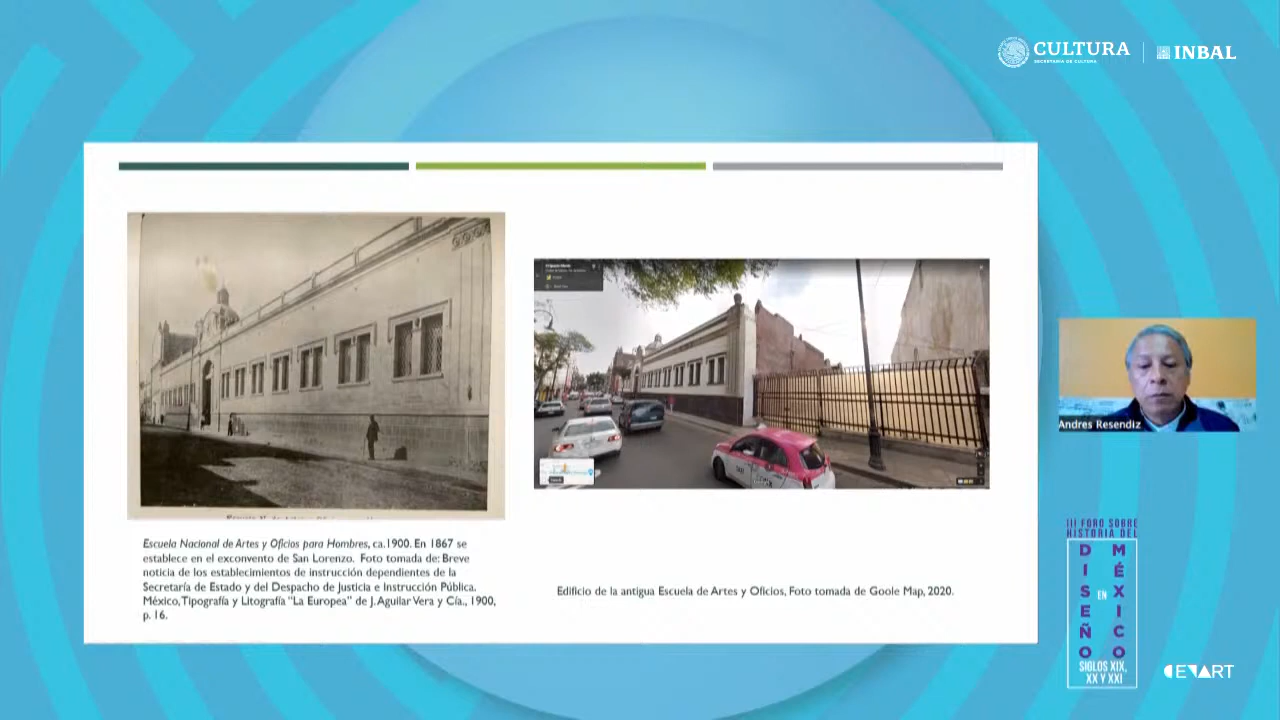 CULTURA
SECRETARÍA DE CULTURA
INBAL
Escuela Nacional de Artes y Oficios para Hombres, ca.1900. En 1867 se
establece en el exconvento de San Lorenzo. Foto tomada de: Breve
noticia de los establecimientos de instrucción dependientes de la
Secretaría de Estado y del Despacho de Justicia e Instrucción Pública.
México, Tipografía y Litografía “La Europea” de J. Aguilar Vera y Cía., 1900,
p. 16.
Edificio de la antigua Escuela de Artes y Oficios, Foto tomada de Goole Map, 2020.
Andres Resendiz
III FORO SOBRE
HISTORIA DEL
DISEÑO
EN
MÉXICO
SIGLOS XIX,
XX Y XXI
CENART